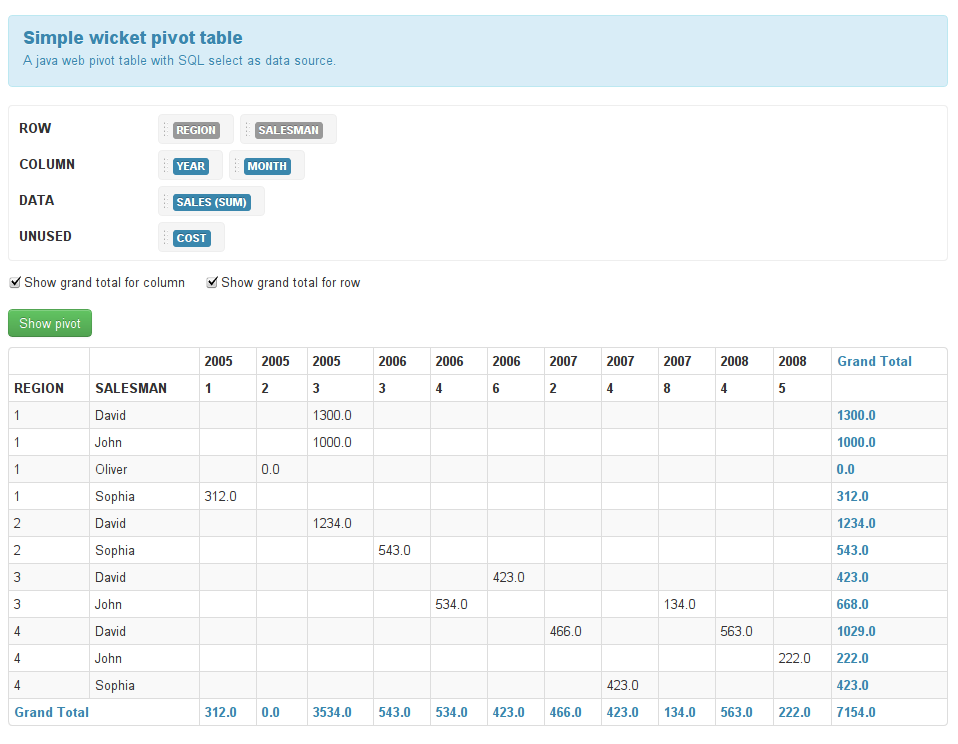 Simple wicket pivot table
A java web pivot table with SQL select as data source.
ROW REGION SALESMAN
COLUMN YEAR MONTH
DATA SALES (SUM)
UNUSED COST
Show grand total for column Show grand total for row
Show pivot
2005 2005 2005 2006 2006 2006 2007 2007 2007 2008 2008 Grand Total
REGION SALESMAN 1 2 3 3 4 6 2 4 8 4 5
1 David 1300.0 1300.0
1 John 1000.0 1000.0
1 Oliver 0.0 0.0
1 Sophia 312.0 312.0
2 David 1234.0 1234.0
2 Sophia 543.0 543.0
3 David 423.0 423.0
3 John 534.0 134.0 668.0
4 David 466.0 563.0 1029.0
4 John 222.0 222.0
4 Sophia 423.0 423.0
Grand Total 312.0 0.0 3534.0 543.0 534.0 423.0 466.0 423.0 134.0 563.0 222.0 7154.0